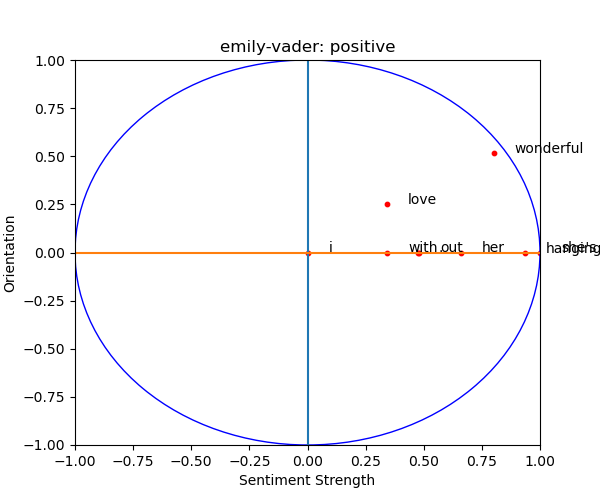 emily-vader: positive
1.00
0.75
wonderful
0.50
love
0.25
i
with
out
her
hanging
she's
0.00
−0.25
−0.50
−0.75
−1.00
Orientation
−1.00 −0.75 −0.50 −0.25 0.00 0.25 0.50 0.75 1.00
Sentiment Strength